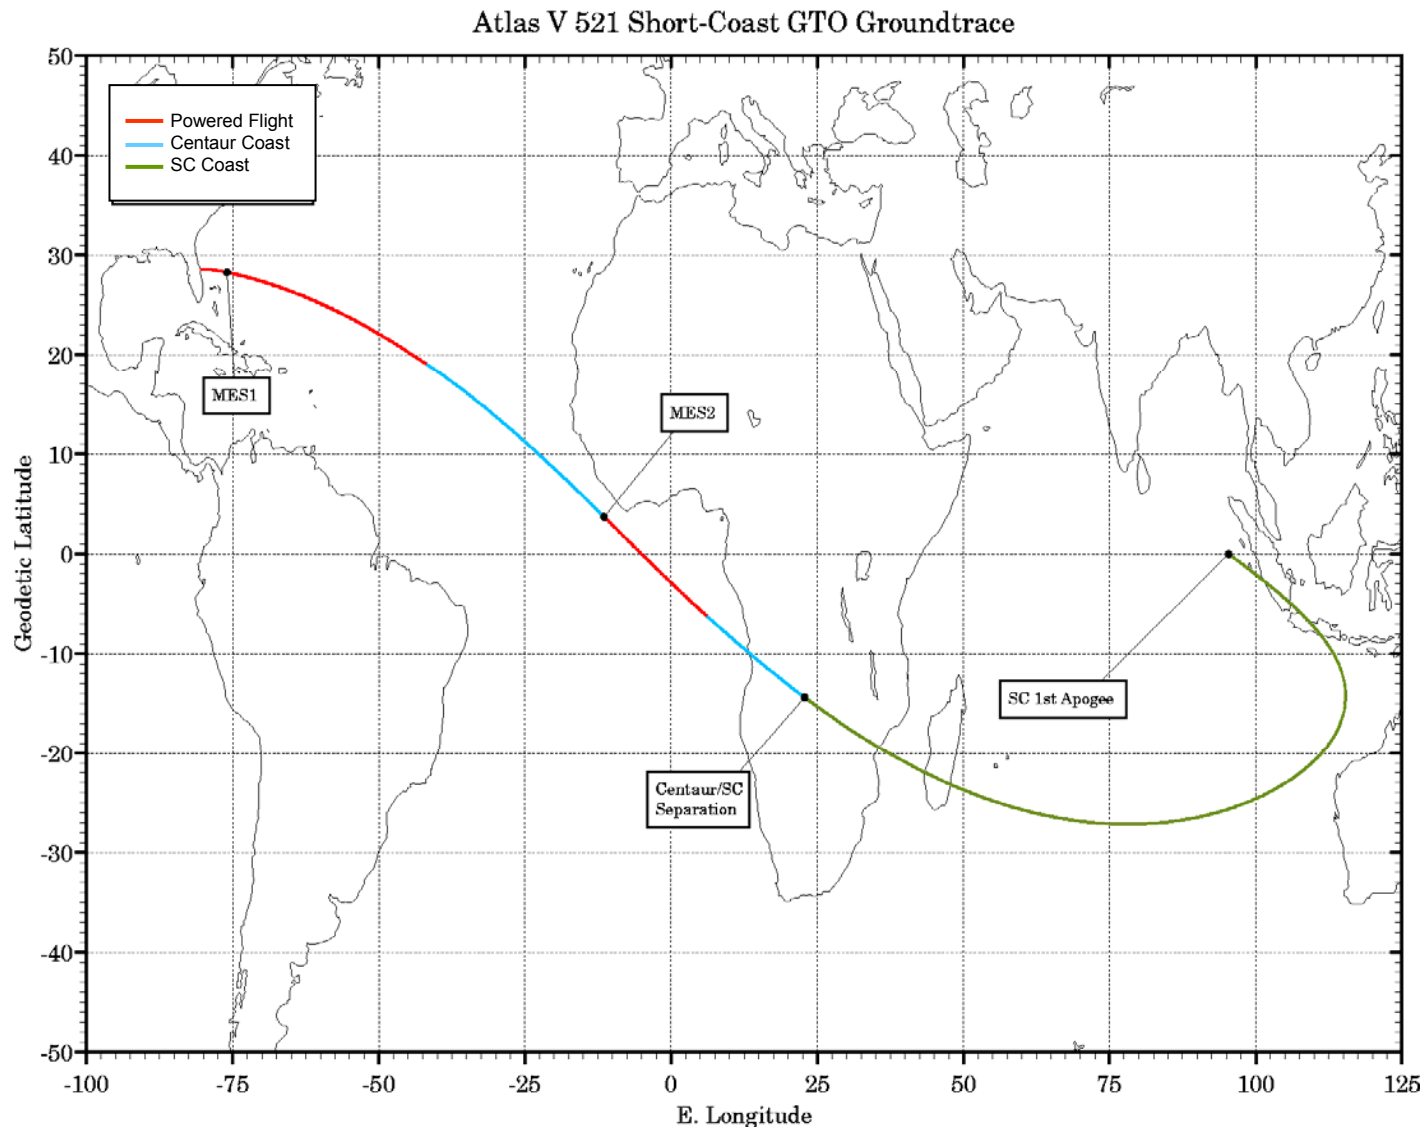 Atlas V 521 Short-Coast GTO Groundtrace
50
Powered Flight
Centaur Coast
SC Coast
40
30
20
MES1
MES2
10
Geodetic Latitude
0
-10
SC 1st Apogee
-20
Centaur/SC
Separation
-30
-40
-50
-100 -75 -50 -25 0 25 50 75 100 125
E. Longitude